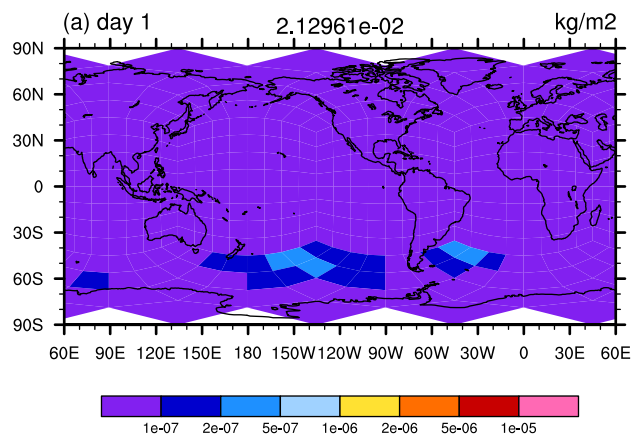 (a) day 1 2.12961e-02 kg/m2
90N
60N
30N
0
30S
60S
90S
60E 90E 120E 150E 180 150W 120W 90W 60W 30W 0 30E 60E
1e-07 2e-07 5e-07 1e-06 2e-06 5e-06 1e-05